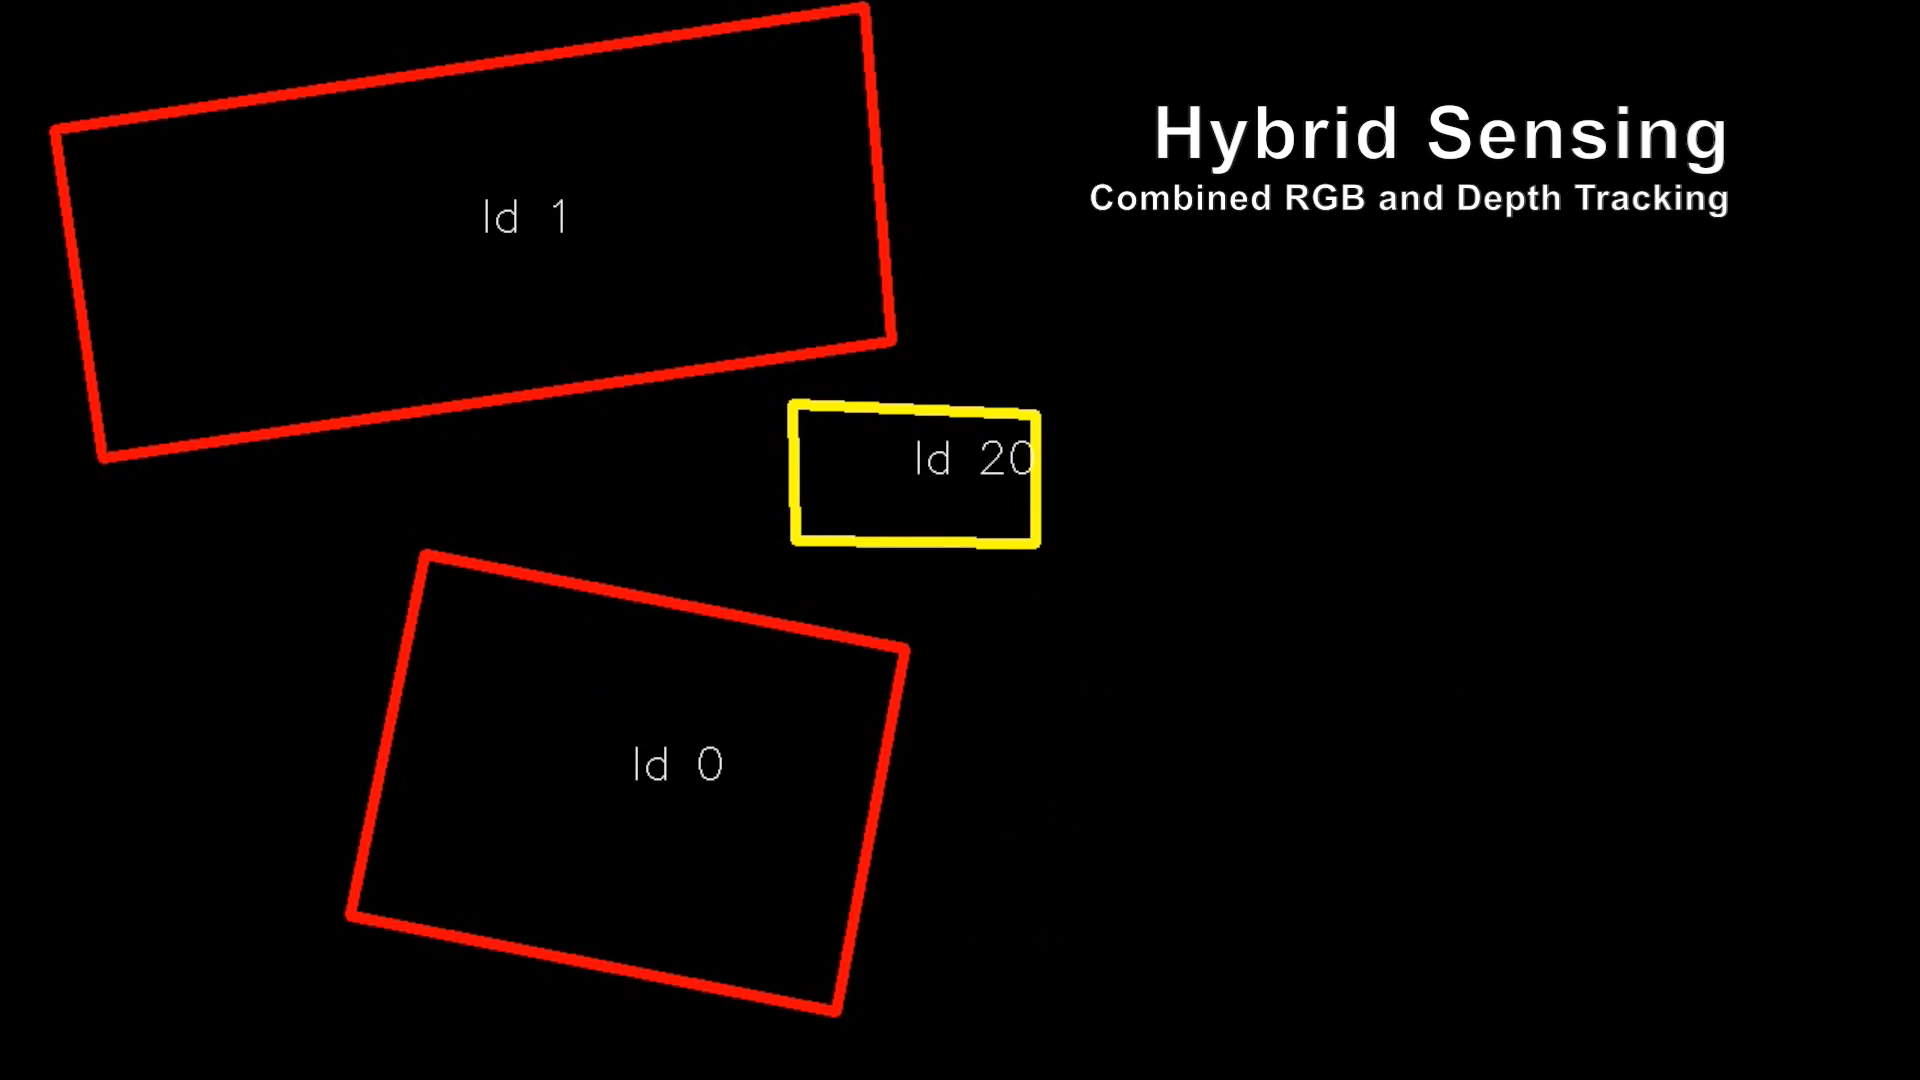 Hybrid Sensing
Combined RGB and Depth Tracking
Id 1
Id 20
Id 0